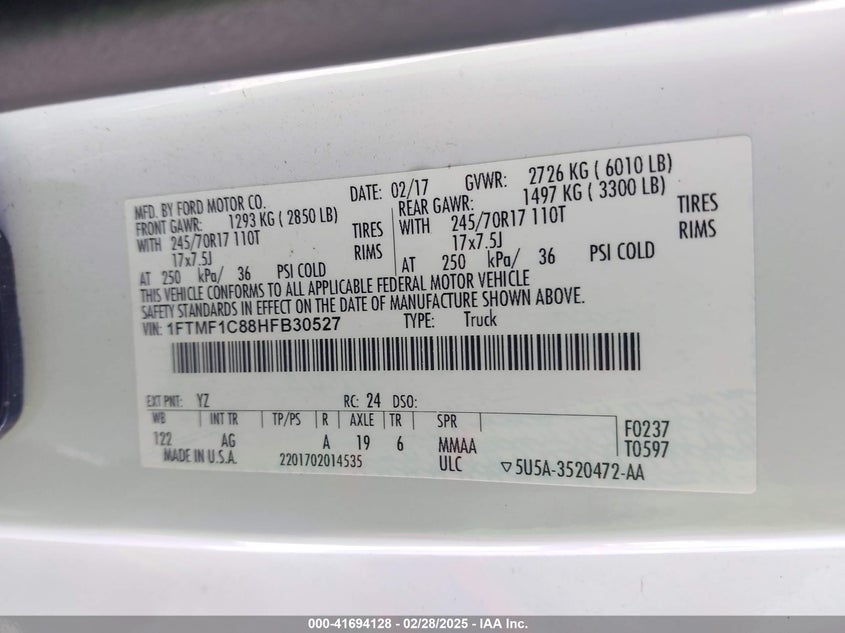 MFD. BY FORD MOTOR CO. DATE: 02/17 GVWR: 2726 KG ( 6010 LB)
FRONT GAWR: 1293 KG ( 2850 LB) REAR GAWR: 1497 KG ( 3300 LB)
WITH 245/70R17 110T TIRES WITH 245/70R17 110T TIRES
17x7.5J RIMS 17x7.5J RIMS
AT 250 kPa/ 36 PSI COLD AT 250 kPa/ 36 PSI COLD
THIS VEHICLE CONFORMS TO ALL APPLICABLE FEDERAL MOTOR VEHICLE
SAFETY STANDARDS IN EFFECT ON THE DATE OF MANUFACTURE SHOWN ABOVE.
VIN: 1FTMF1C88HFB30527 TYPE: Truck
EXT PNT: YZ RC: 24 DSO:
WB INT TR TP/PS R AXLE TR SPR
122 AG A 19 6 MMAA F0237
ULC T0597
MADE IN U.S.A. 2201702014535 ▽5U5A-3520472-AA
000-41694128 - 02/28/2025 - IAA Inc.